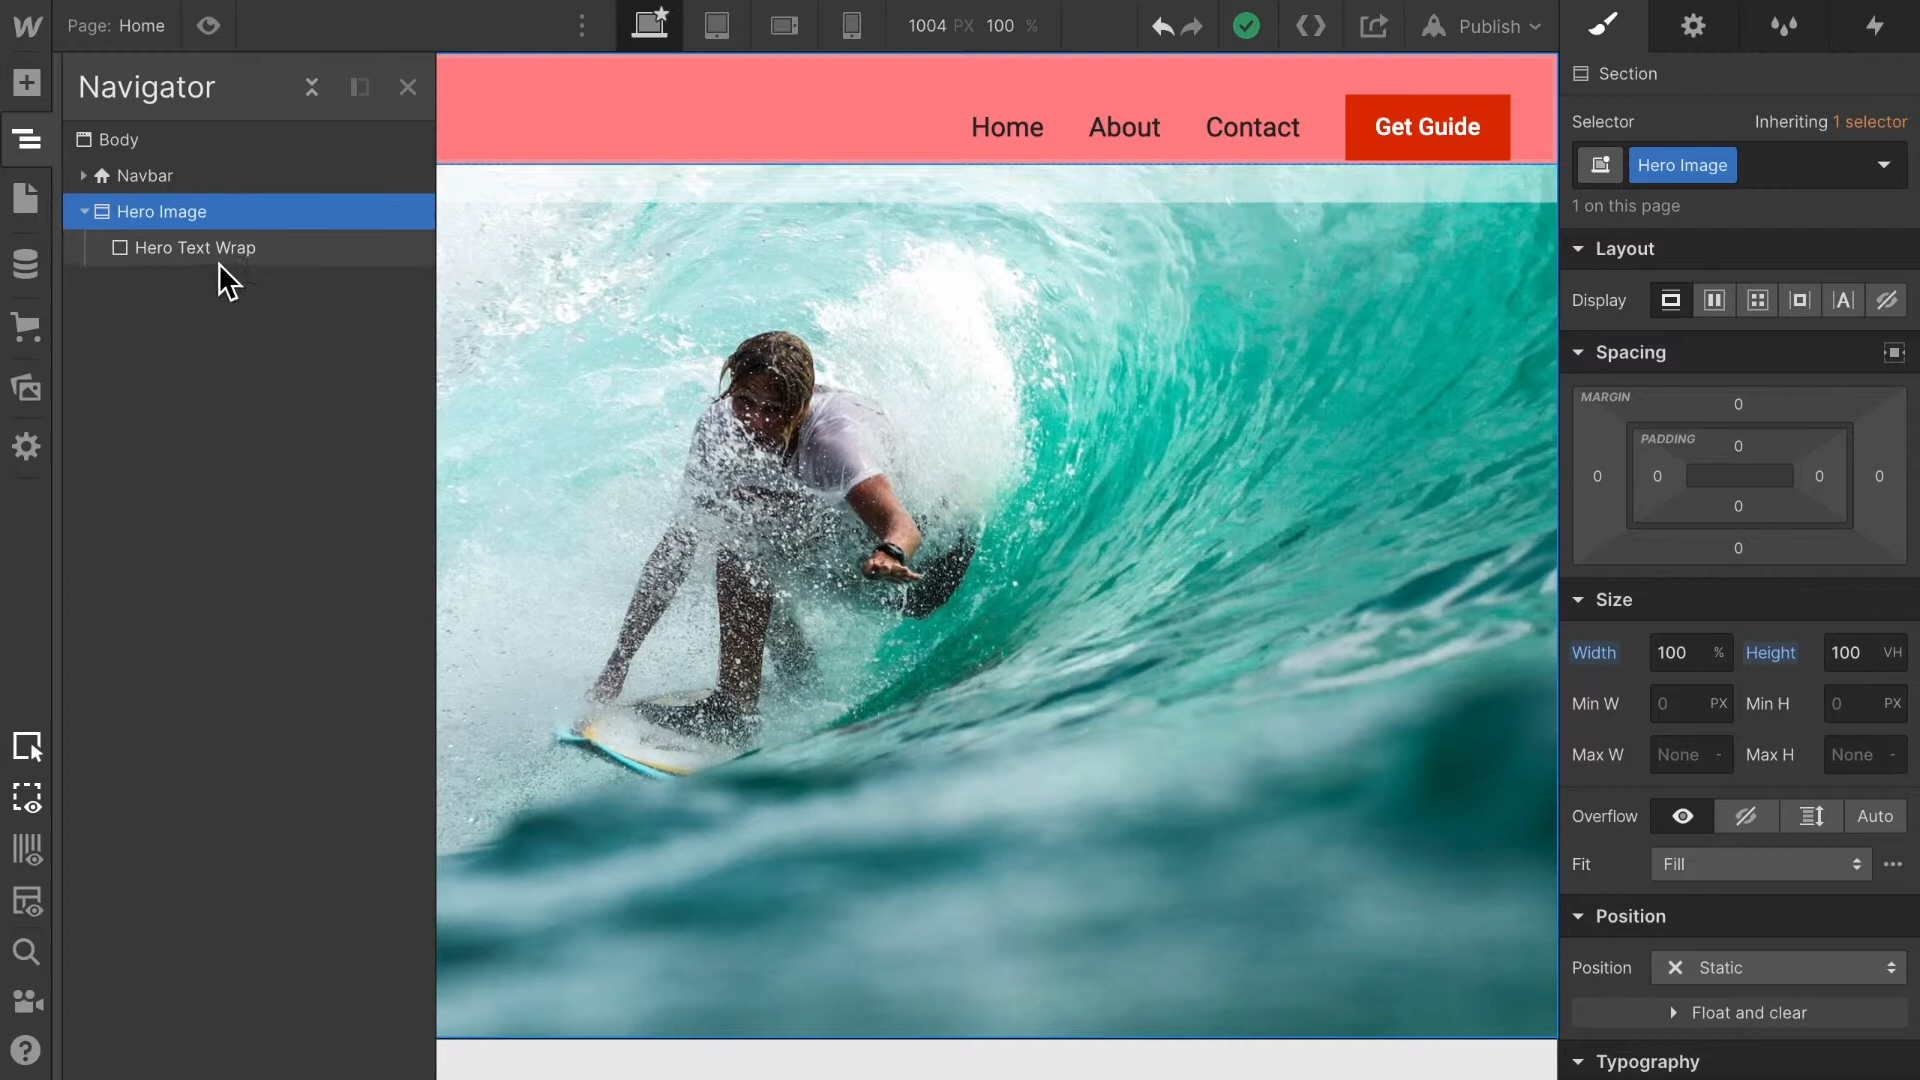 Page: Home
1004 PX 100 %
Publish
Navigator
Body
Navbar
Hero Image
Hero Text Wrap
Home About Contact Get Guide
Section
Selector Inheriting 1 selector
Hero Image
1 on this page
Layout
Display
Spacing
MARGIN
0
PADDING
0
0 0 0 0
0
0
Size
Width 100 % Height 100 VH
Min W 0 PX Min H 0 PX
Max W None - Max H None -
Overflow Auto
Fit Fill
Position
Position Static
Float and clear
Typography